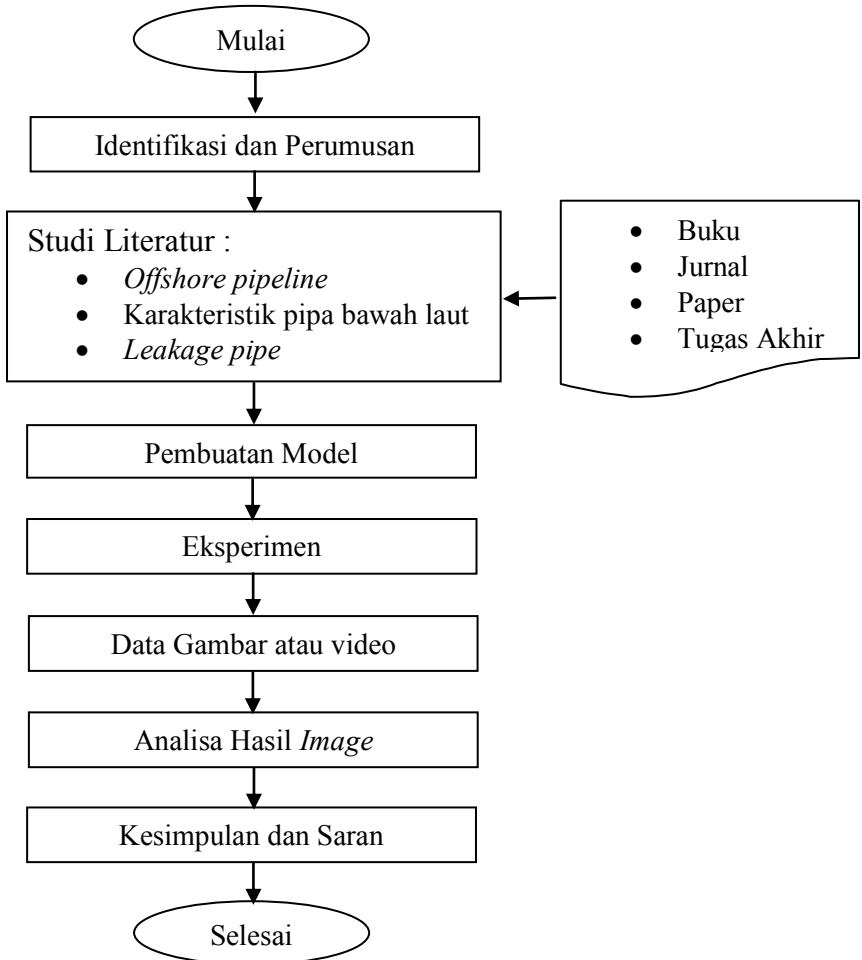 Mulai
Identifikasi dan Perumusan
Studi Literatur :
• Offshore pipeline
• Karakteristik pipa bawah laut
• Leakage pipe
• Buku
• Jurnal
• Paper
• Tugas Akhir
Pembuatan Model
Eksperimen
Data Gambar atau video
Analisa Hasil Image
Kesimpulan dan Saran
Selesai